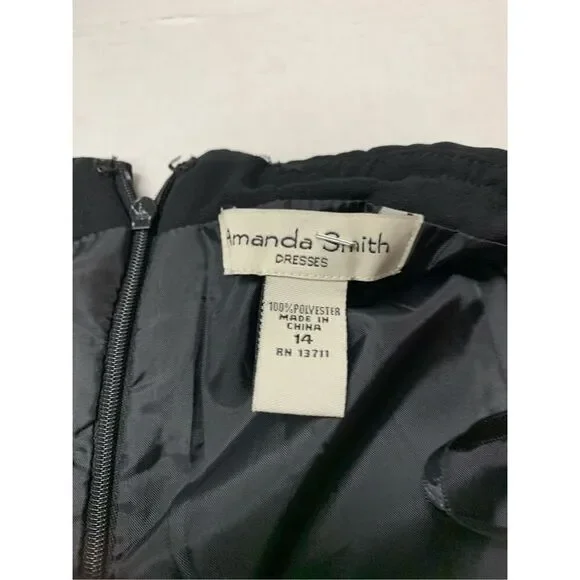 Amanda Smith
DRESSES
100% POLYESTER
MADE IN
CHINA
14
RN 13711